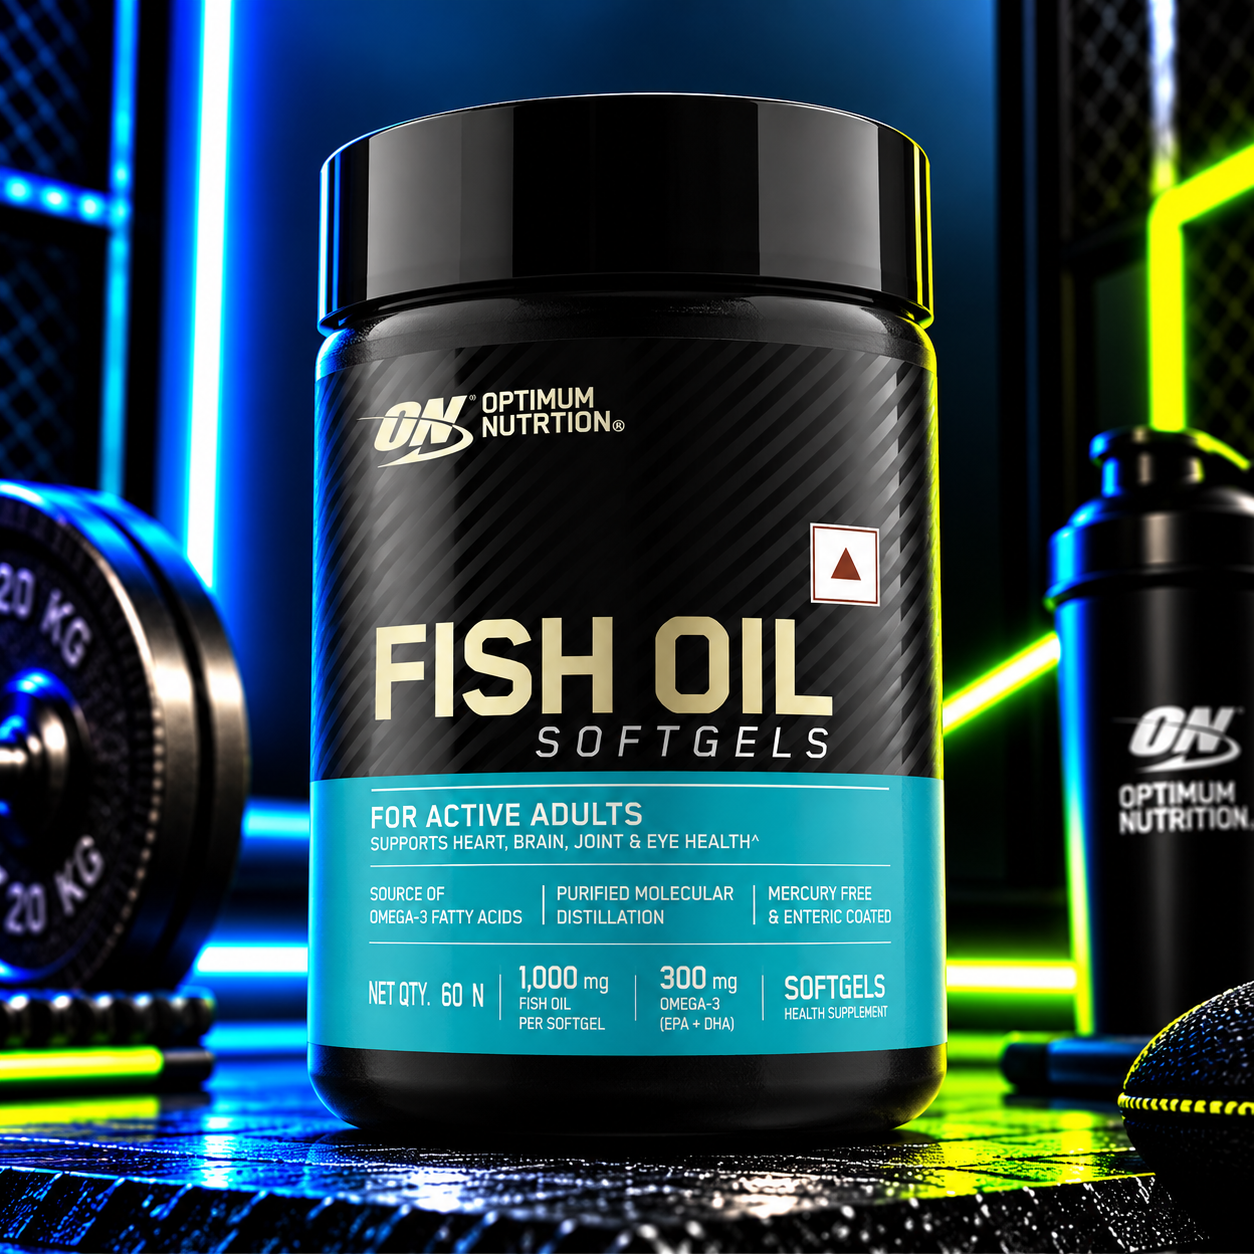 ON® OPTIMUM
NUTRTION®
FISH OIL
SOFTGELS
FOR ACTIVE ADULTS
SUPPORTS HEART, BRAIN, JOINT & EYE HEALTH^
SOURCE OF
OMEGA-3 FATTY ACIDS
PURIFIED MOLECULAR
DISTILLATION
MERCURY FREE
& ENTERIC COATED
NET QTY. 60 N
1,000 mg
FISH OIL
PER SOFTGEL
300 mg
OMEGA-3
(EPA + DHA)
SOFTGELS
HEALTH SUPPLEMENT
20 KG
20 KG
ON
OPTIMUM
NUTRITION